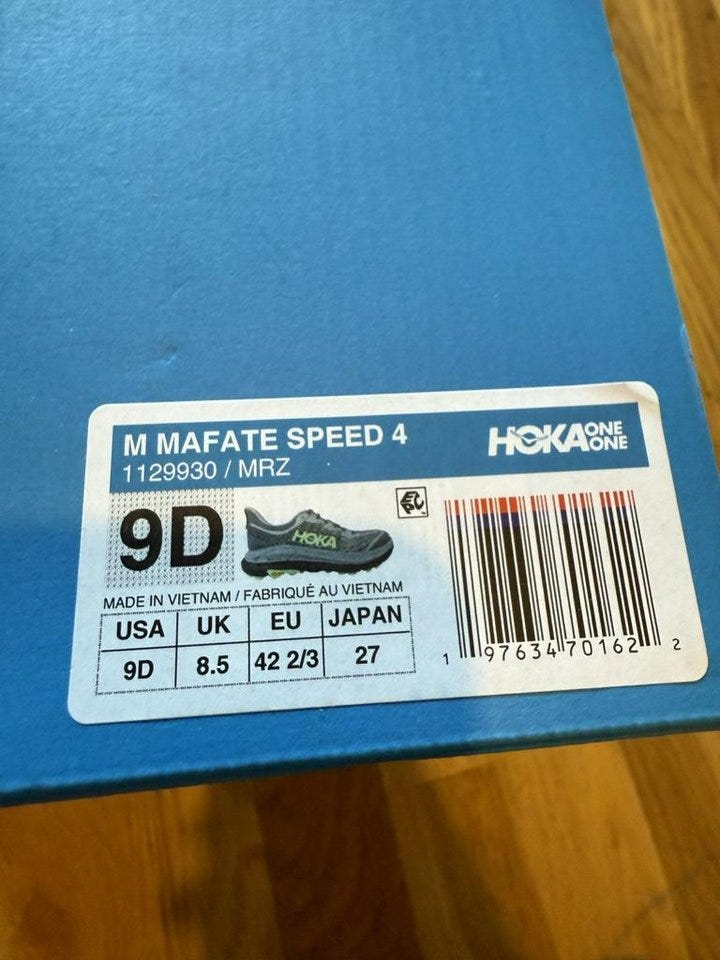 M MAFATE SPEED 4
1129930 / MRZ
HOKA ONE ONE
9D
HOKA
EPC
MADE IN VIETNAM / FABRIQUÉ AU VIETNAM
USA UK EU JAPAN
9D 8.5 42 2/3 27
1 97634 70162 2